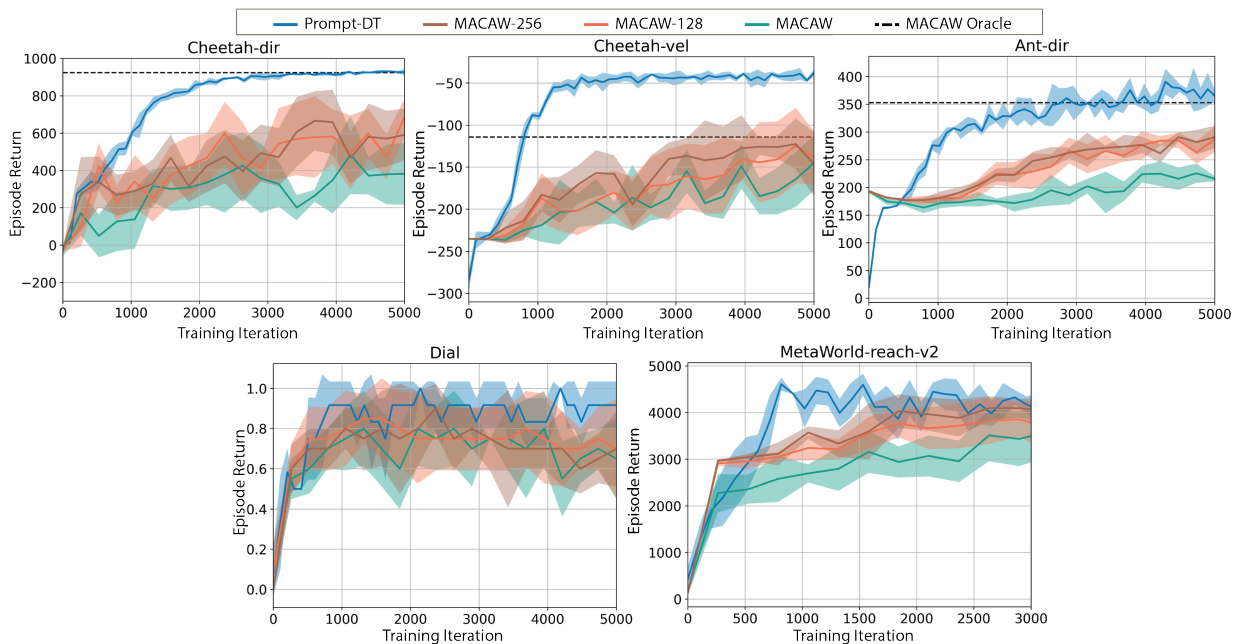 Prompt-DT MACAW-256 MACAW-128 MACAW MACAW Oracle
Cheetah-dir Cheetah-vel Ant-dir
Episode Return
1000
800
600
400
200
0
−200
0 1000 2000 3000 4000 5000
Training Iteration
Episode Return
−50
−100
−150
−200
−250
−300
0 1000 2000 3000 4000 5000
Training Iteration
Episode Return
400
350
300
250
200
150
100
50
0
0 1000 2000 3000 4000 5000
Training Iteration
Dial MetaWorld-reach-v2
Episode Return
1.0
0.8
0.6
0.4
0.2
0.0
0 1000 2000 3000 4000 5000
Training Iteration
Episode Return
5000
4000
3000
2000
1000
0
0 500 1000 1500 2000 2500 3000
Training Iteration